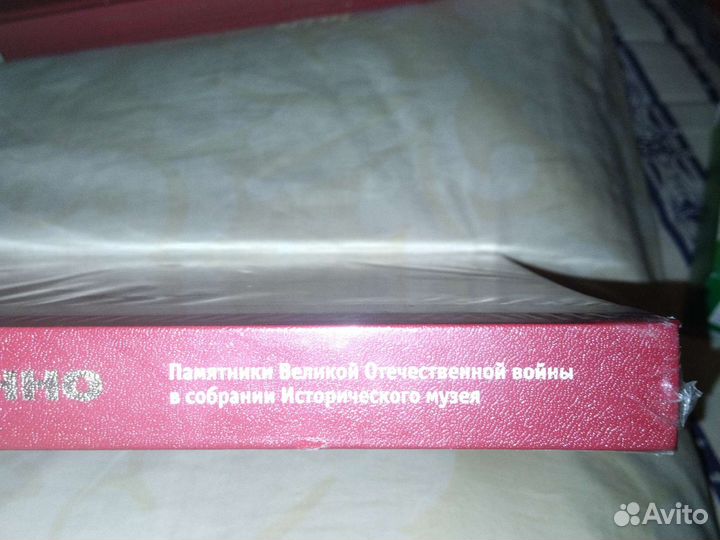 Памятники Великой Отечественной войны
в собрании Исторического музея
Avito